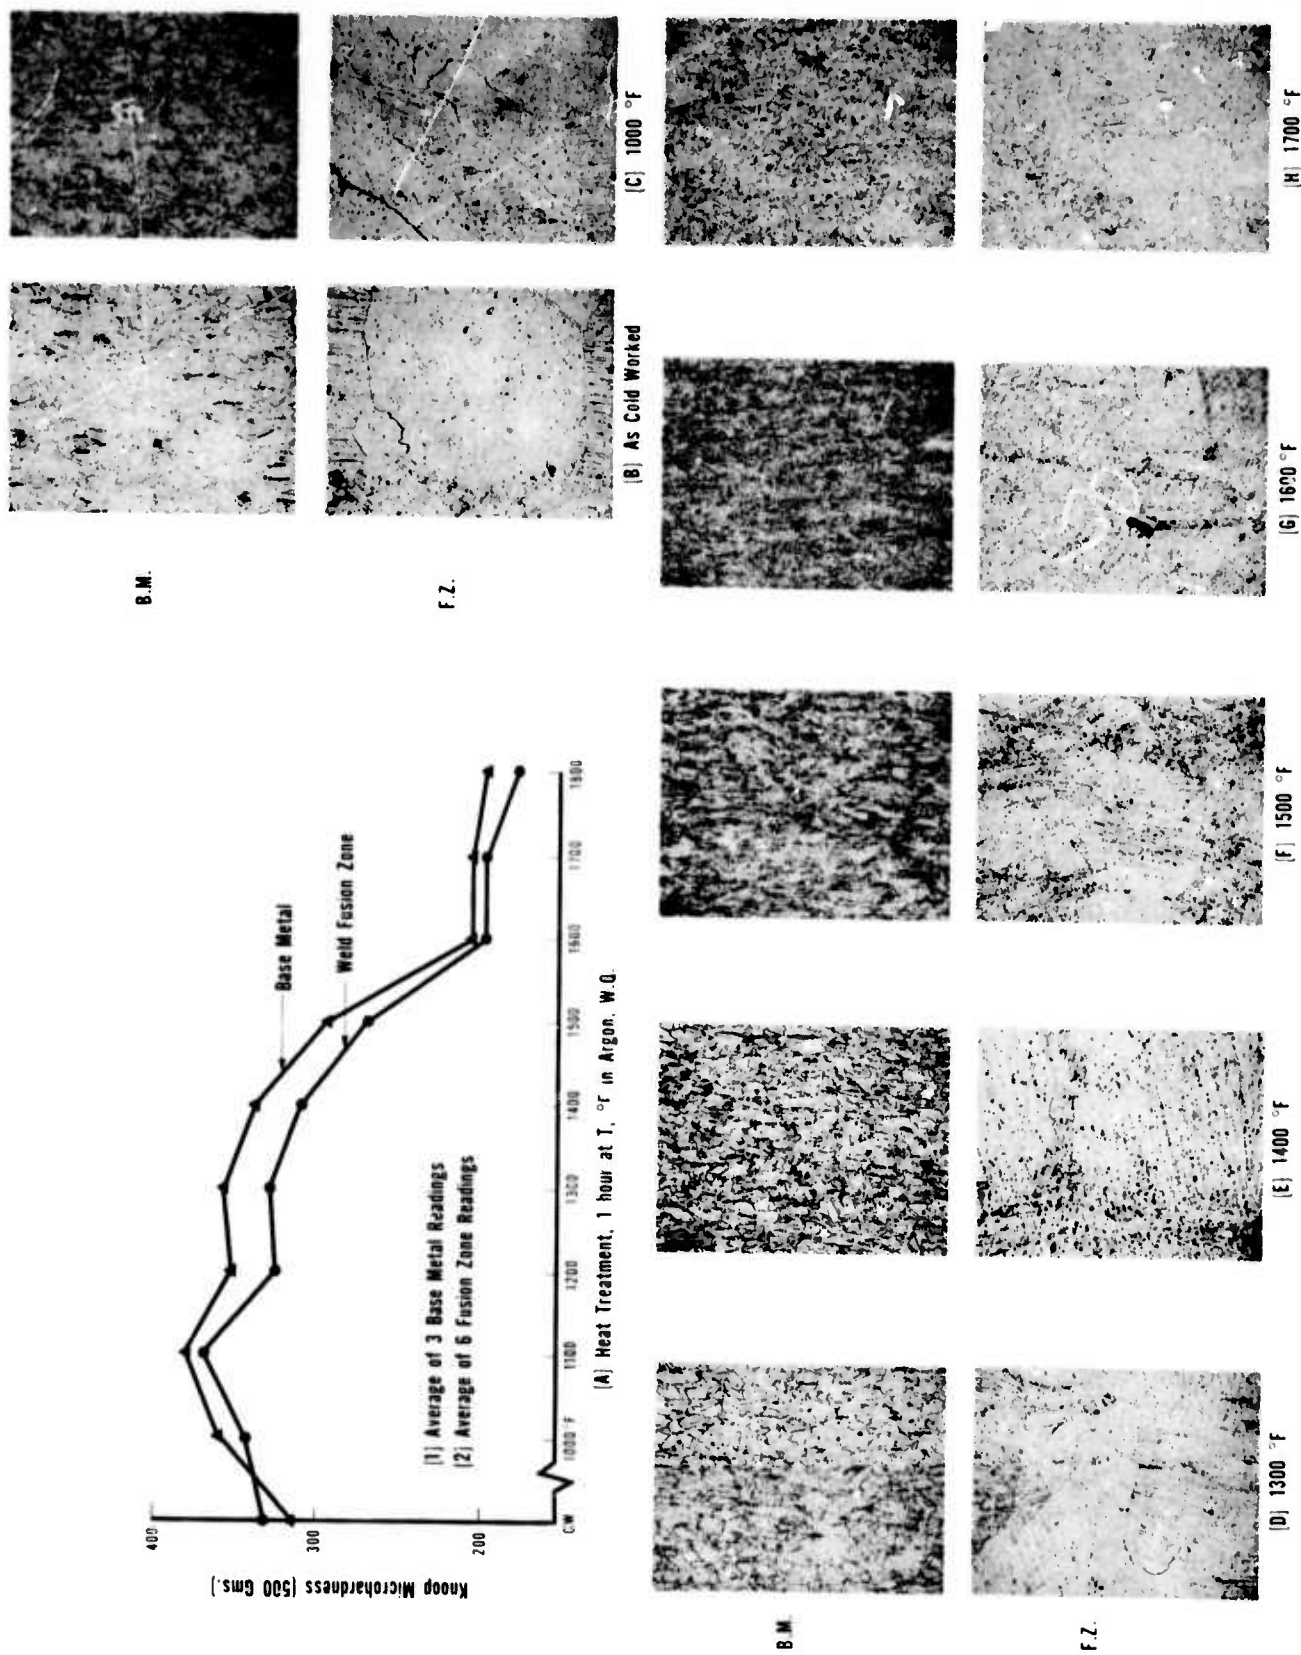 Knoop Microhardness (500 Gms.)
400
300
200
C.W.
1000°F
1100
1200
1300
1400
1500
1600
1700
1800
Base Metal
Weld Fusion Zone
[1] Average of 3 Base Metal Readings
[2] Average of 6 Fusion Zone Readings
[A] Heat Treatment, 1 hour at T, °F in Argon, W.Q.
B.M.
F.Z.
[B] As Cold Worked
[C] 1000 °F
B.M.
F.Z.
[D] 1300 °F
[E] 1400 °F
[F] 1500 °F
[G] 1600 °F
[H] 1700 °F